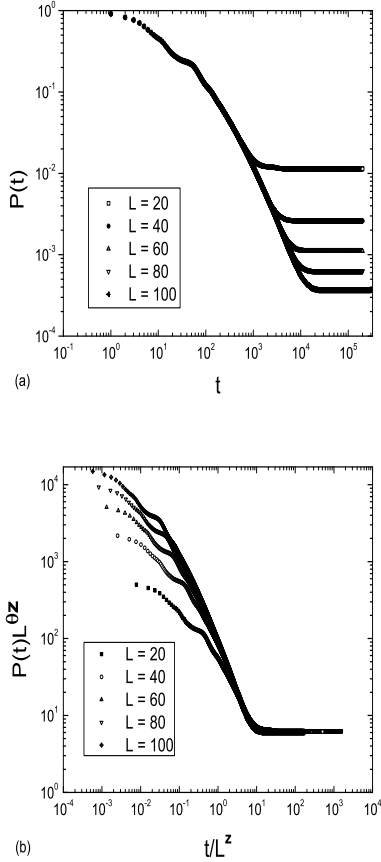 10^0
10^-1
10^-2
10^-3
10^-4
P(t)
L = 20
L = 40
L = 60
L = 80
L = 100
10^-1 10^0 10^1 10^2 10^3 10^4 10^5
(a)
t
10^4
10^3
10^2
10^1
10^0
P(t)L^θz
L = 20
L = 40
L = 60
L = 80
L = 100
10^-4 10^-3 10^-2 10^-1 10^0 10^1 10^2 10^3 10^4
(b)
t/L^z